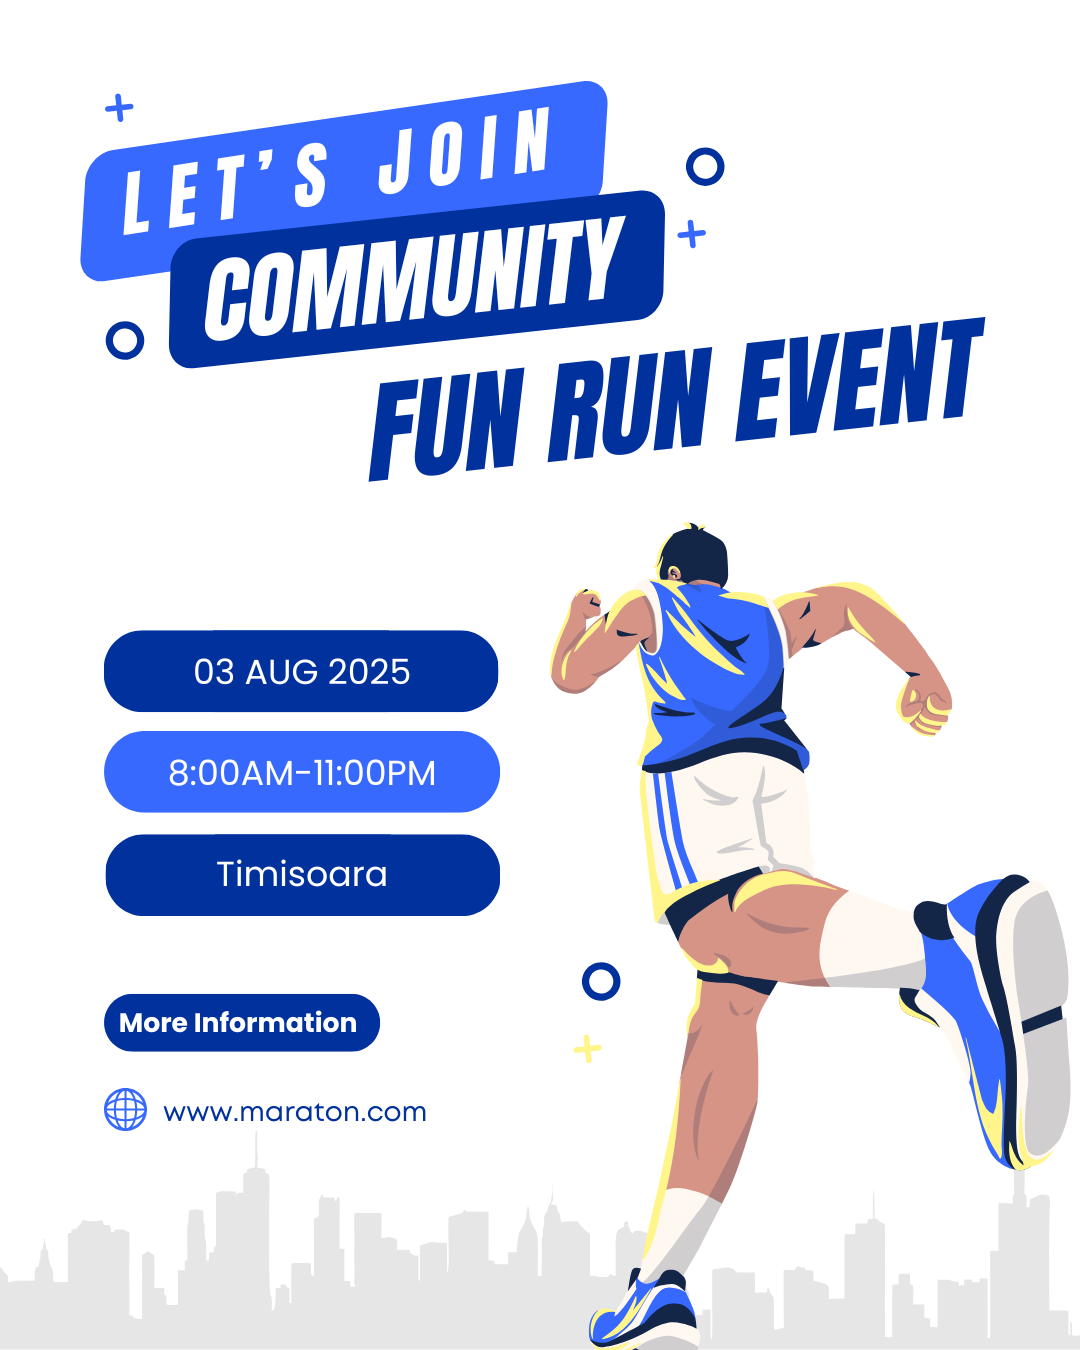 LET'S JOIN
COMMUNITY
FUN RUN EVENT
03 AUG 2025
8:00AM-11:00PM
Timisoara
More Information
www.maraton.com